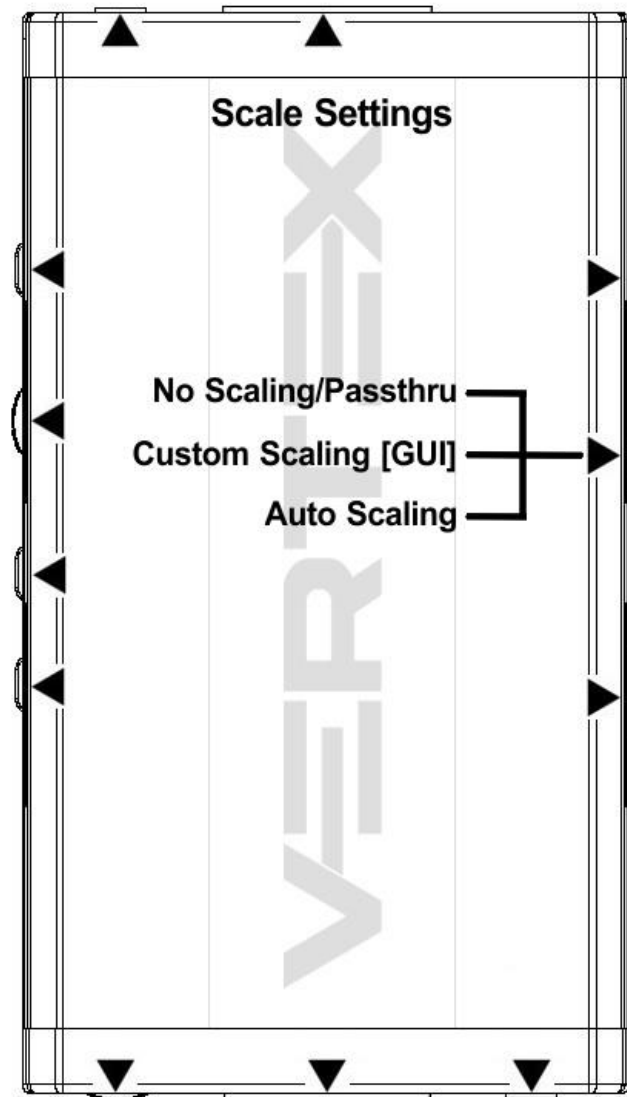 Scale Settings
No Scaling/Passthru
Custom Scaling [GUI]
Auto Scaling
VERTEX